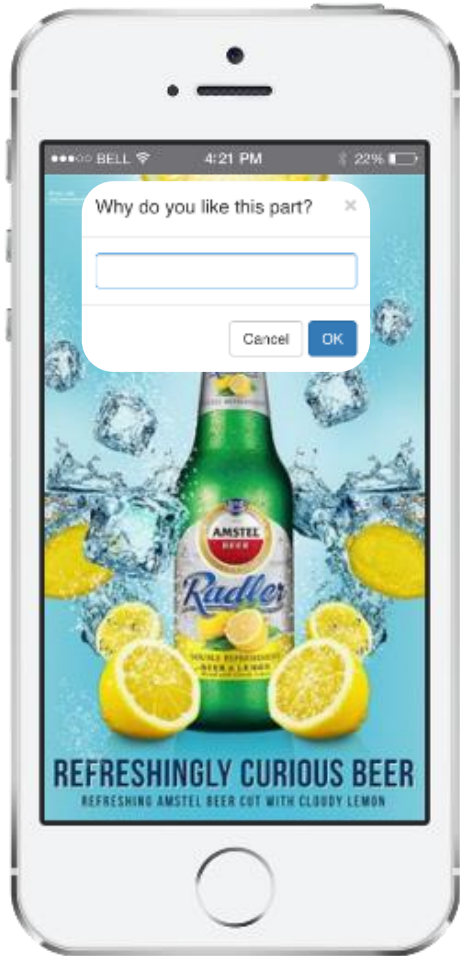 BELL 4:21 PM 22%
Why do you like this part? ×
Cancel OK
AMSTEL
BEER
Radler
DOUBLE REFRESHMENT
BEER & LEMON
REFRESHINGLY CURIOUS BEER
REFRESHING AMSTEL BEER CUT WITH CLOUDY LEMON